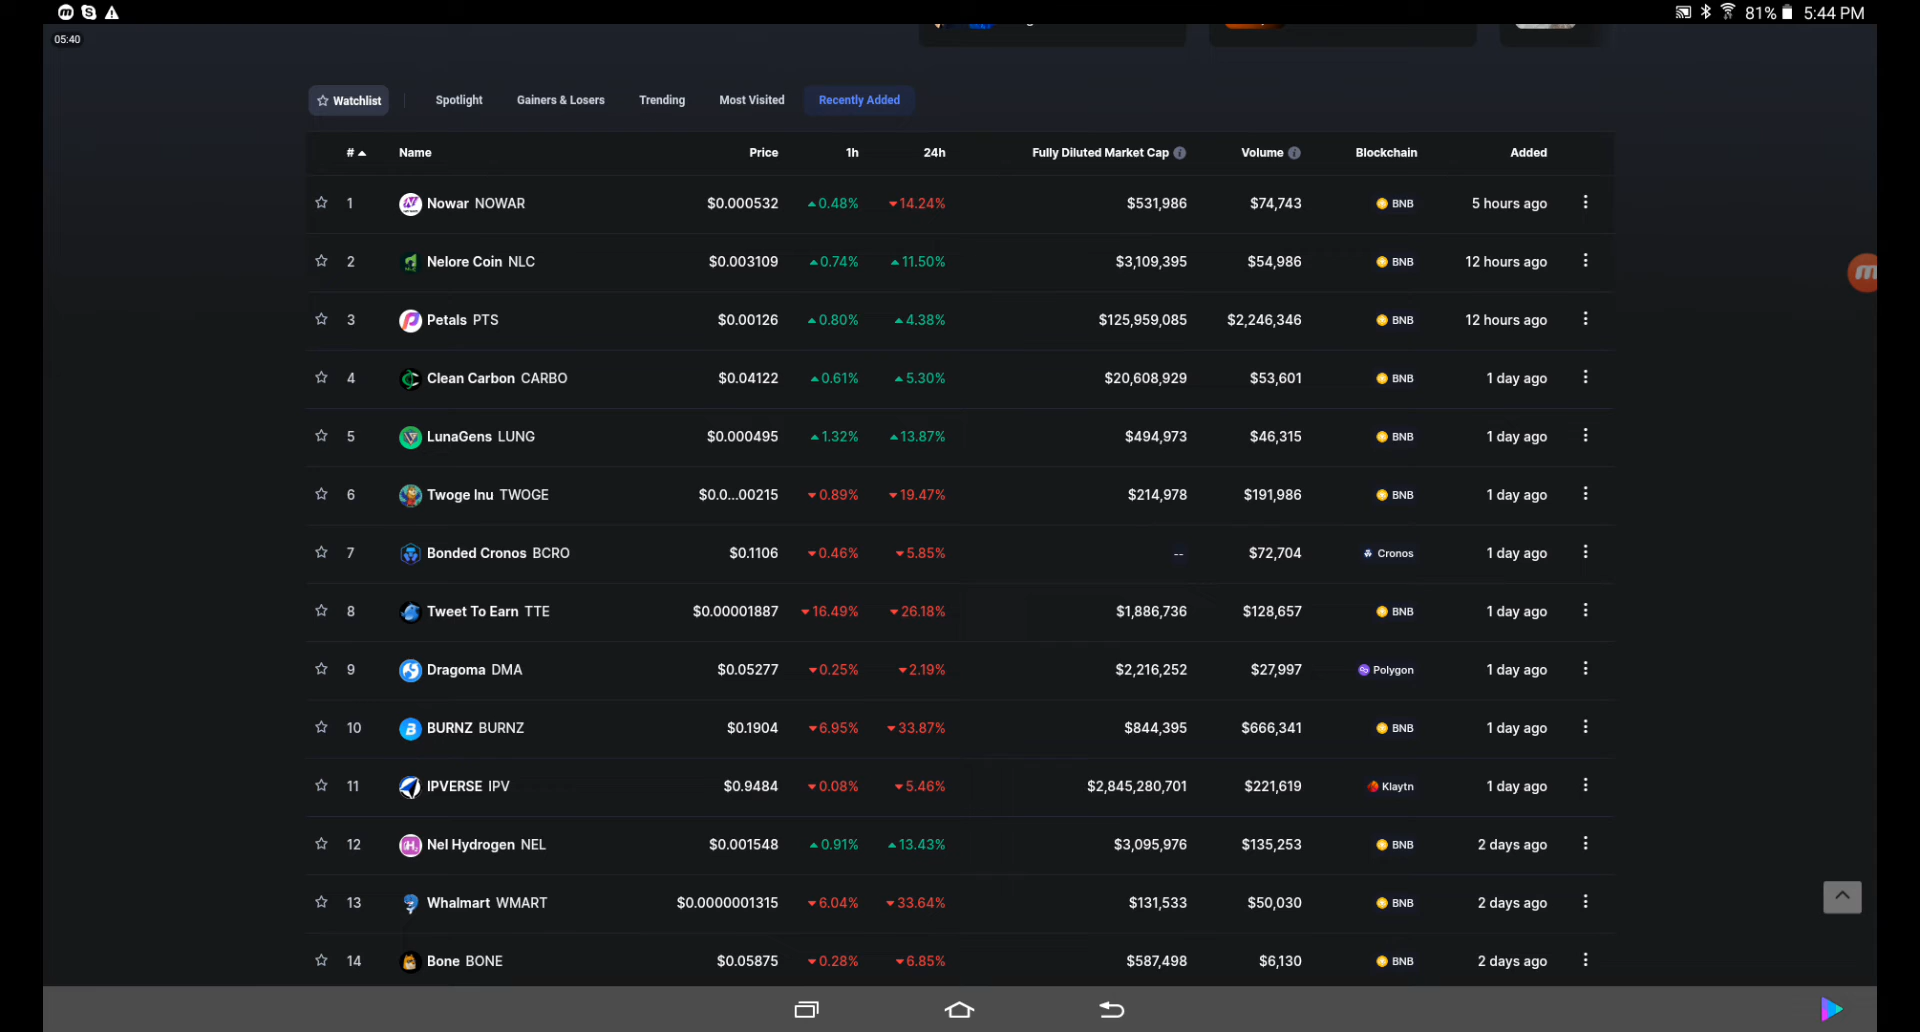 81% 5:44 PM
05:40
Watchlist Spotlight Gainers & Losers Trending Most Visited Recently Added
# Name Price 1h 24h Fully Diluted Market Cap Volume Blockchain Added
1 Nowar NOWAR $0.000532 0.48% 14.24% $531,986 $74,743 BNB 5 hours ago
2 Nelore Coin NLC $0.003109 0.74% 11.50% $3,109,395 $54,986 BNB 12 hours ago
3 Petals PTS $0.00126 0.80% 4.38% $125,959,085 $2,246,346 BNB 12 hours ago
4 Clean Carbon CARBO $0.04122 0.61% 5.30% $20,608,929 $53,601 BNB 1 day ago
5 LunaGens LUNG $0.000495 1.32% 13.87% $494,973 $46,315 BNB 1 day ago
6 Twoge Inu TWOGE $0.0...00215 0.89% 19.47% $214,978 $191,986 BNB 1 day ago
7 Bonded Cronos BCRO $0.1106 0.46% 5.85% -- $72,704 Cronos 1 day ago
8 Tweet To Earn TTE $0.00001887 16.49% 26.18% $1,886,736 $128,657 BNB 1 day ago
9 Dragoma DMA $0.05277 0.25% 2.19% $2,216,252 $27,997 Polygon 1 day ago
10 BURNZ BURNZ $0.1904 6.95% 33.87% $844,395 $666,341 BNB 1 day ago
11 IPVERSE IPV $0.9484 0.08% 5.46% $2,845,280,701 $221,619 Klaytn 1 day ago
12 Nel Hydrogen NEL $0.001548 0.91% 13.43% $3,095,976 $135,253 BNB 2 days ago
13 Whalmart WMART $0.0000001315 6.04% 33.64% $131,533 $50,030 BNB 2 days ago
14 Bone BONE $0.05875 0.28% 6.85% $587,498 $6,130 BNB 2 days ago